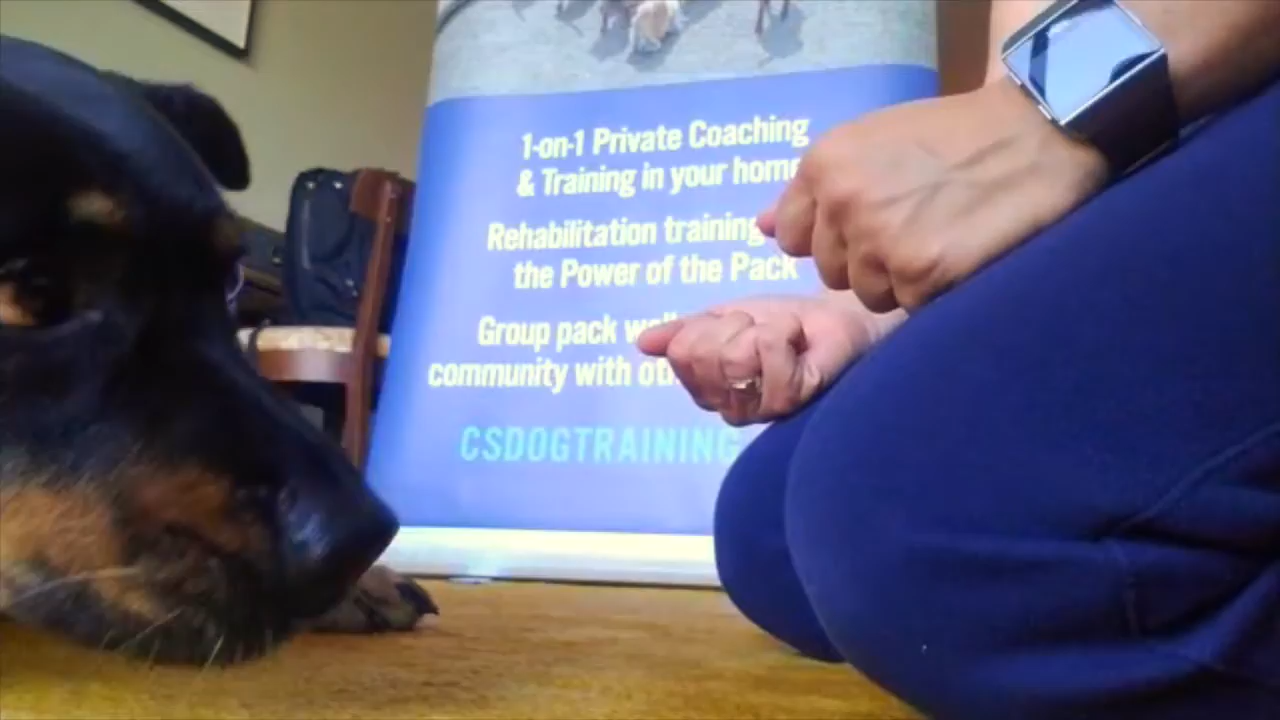 1-on-1 Private Coaching
& Training in your home
Rehabilitation training
the Power of the Pack
Group pack
community with
CSDOGTRAINING